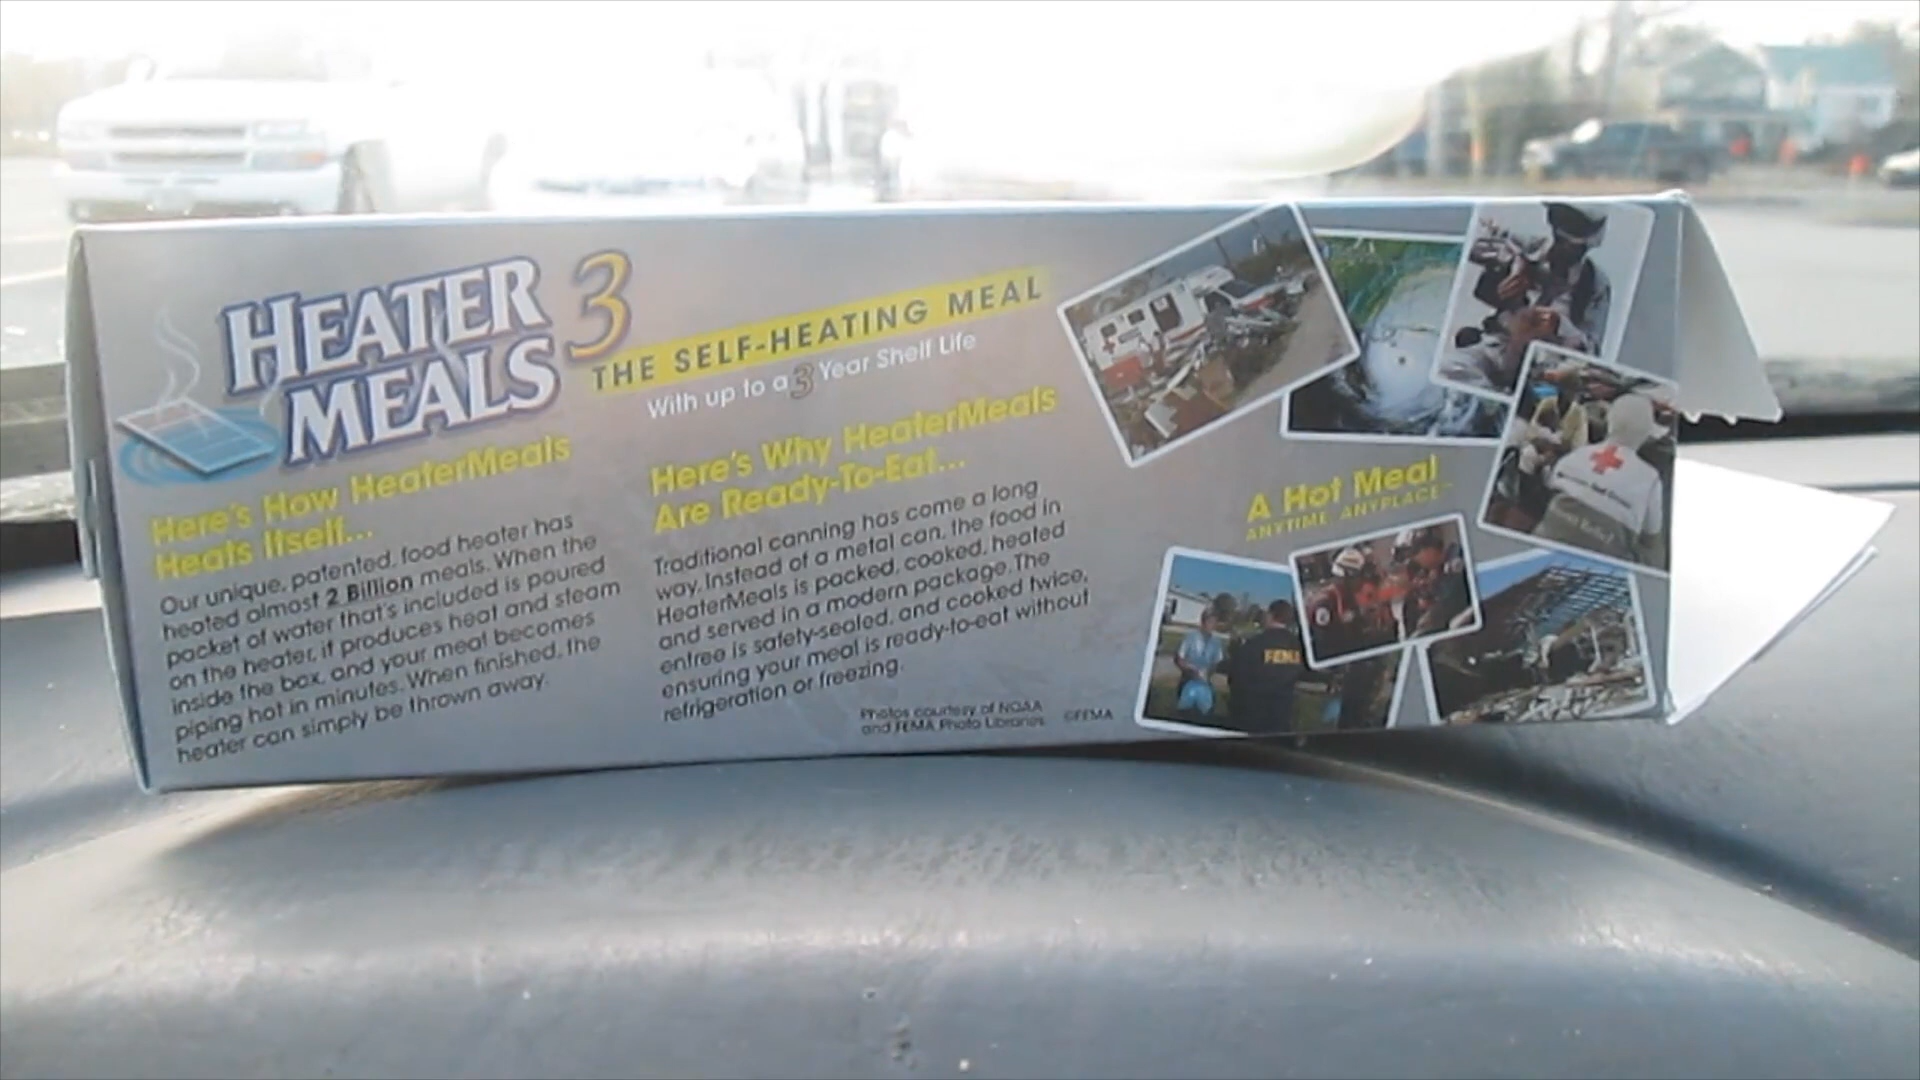 HEATER
MEALS 3
THE SELF-HEATING MEAL
With up to a 3 Year Shelf Life
Here's How HeaterMeals
Heats Itself...
Our unique, patented, food heater has
heated almost 2 Billion meals. When the
packet of water that's included is poured
on the heater, it produces heat and steam
inside the box, and your meal becomes
piping hot in minutes. When finished, the
heater can simply be thrown away.
Here's Why HeaterMeals
Are Ready-To-Eat...
Traditional canning has come a long
way. Instead of a metal can, the food in
HeaterMeals is packed, cooked, heated
and served in a modern package. The
entree is safety-sealed, and cooked twice,
ensuring your meal is ready-to-eat without
refrigeration or freezing.
Photos courtesy of NOAA
and FEMA Photo Libraries ©FEMA
A Hot Meal
ANYTIME, ANYPLACE
FEMA